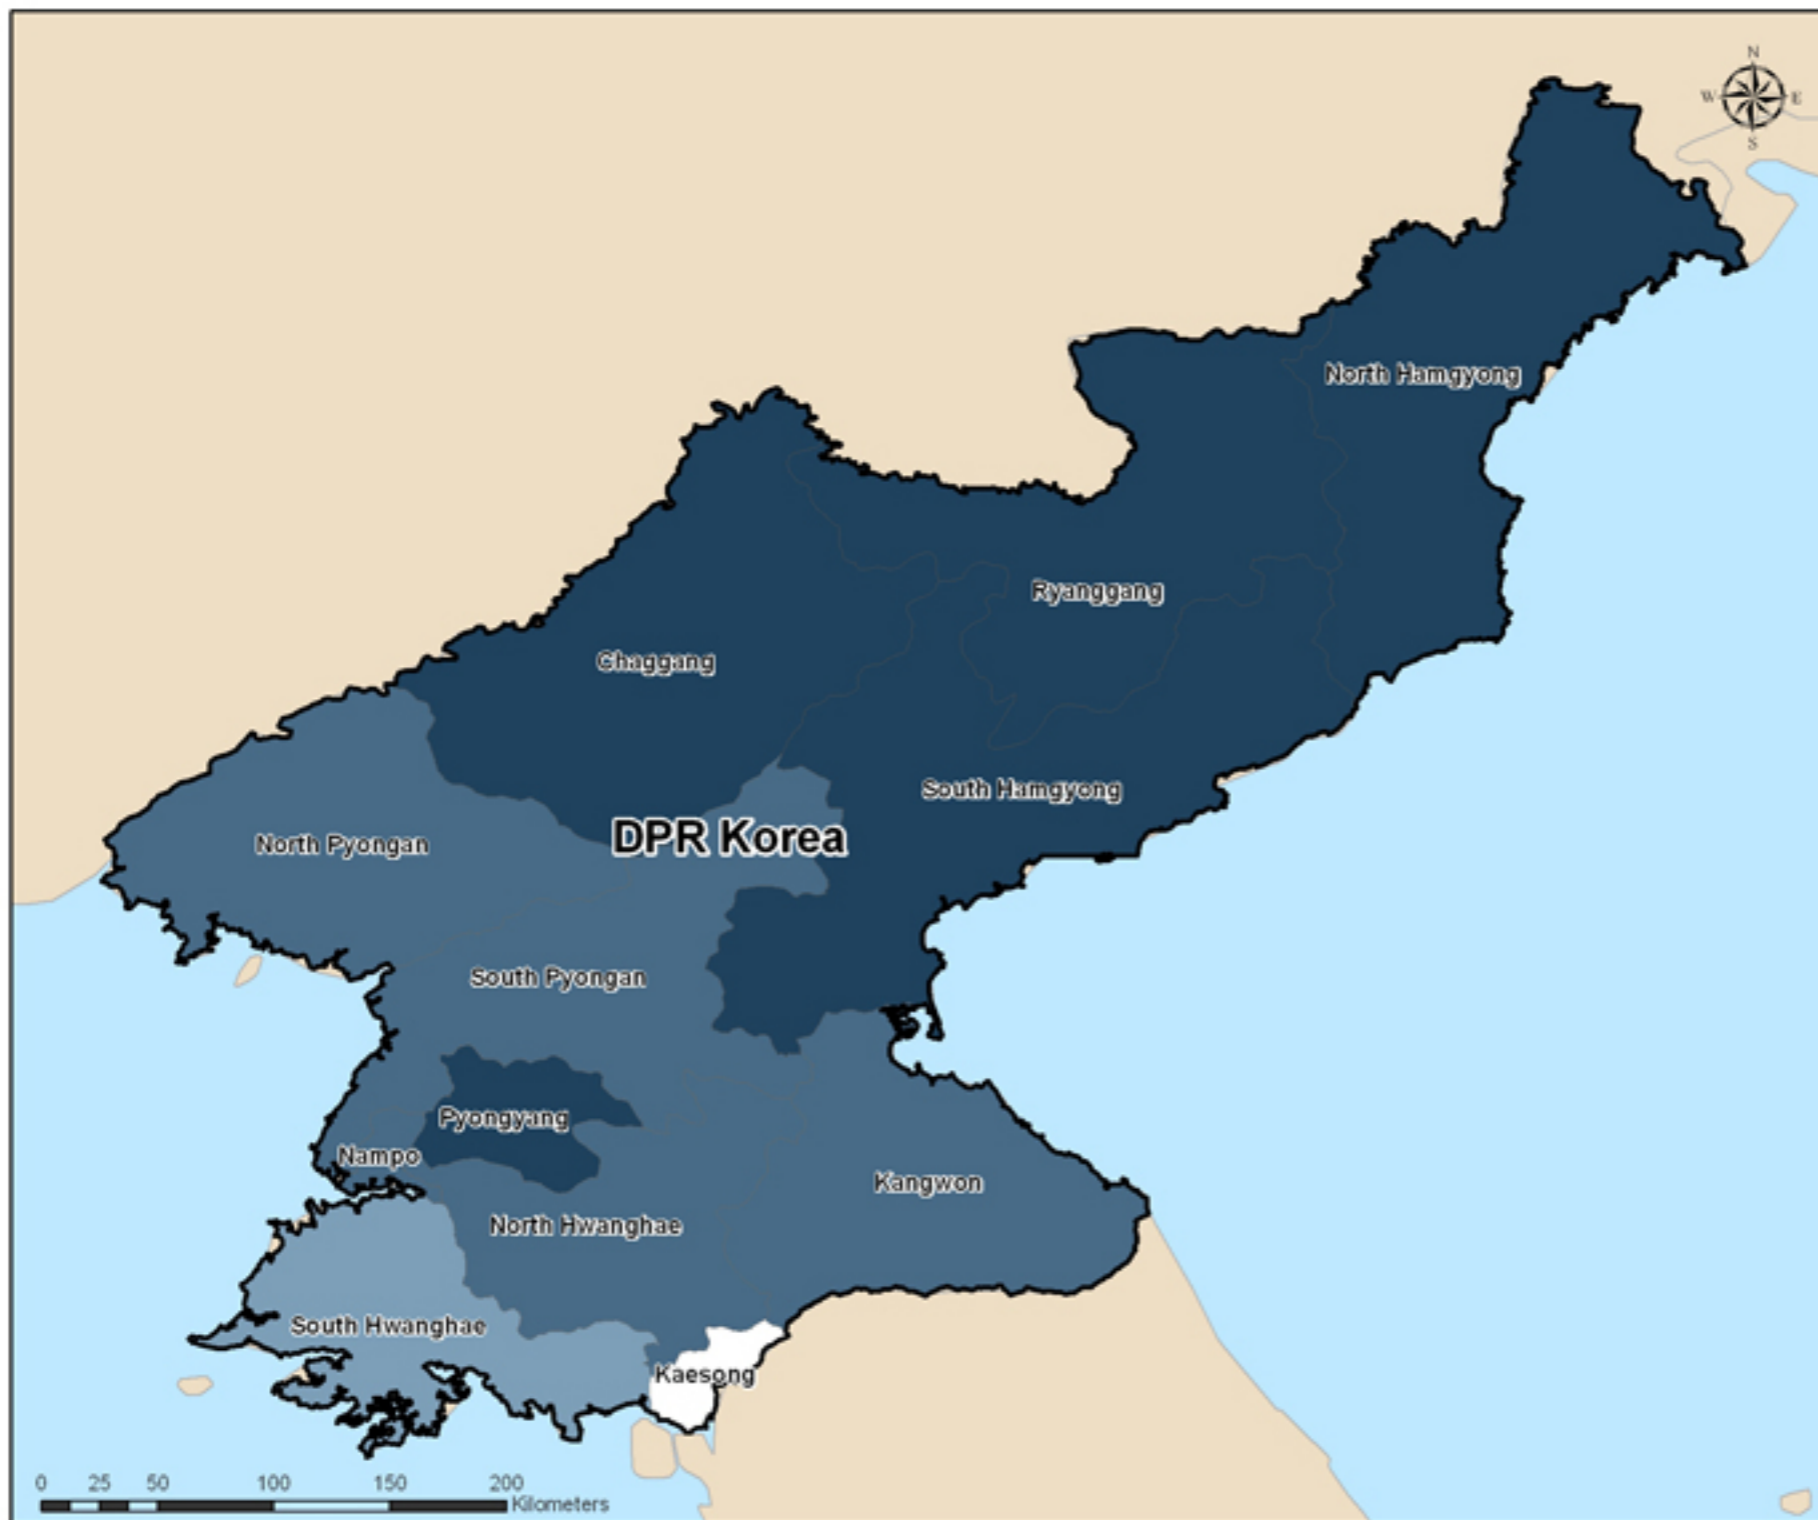 N
W E
S
North Hamgyong
Ryanggang
Chaggang
South Hamgyong
DPR Korea
North Pyongan
South Pyongan
Pyongyang
Nampo
Kangwon
North Hwanghae
South Hwanghae
Kaesong
0 25 50 100 150 200
Kilometers